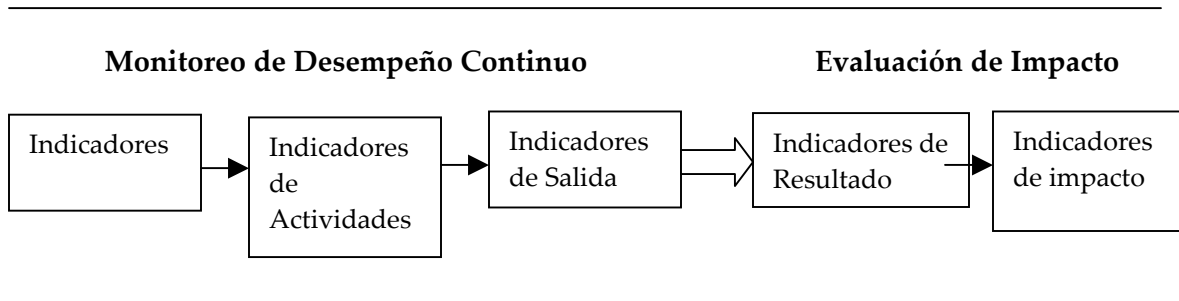 Monitoreo de Desempeño Continuo
Evaluación de Impacto
Indicadores
Indicadores
de
Actividades
Indicadores
de Salida
Indicadores de
Resultado
Indicadores
de impacto